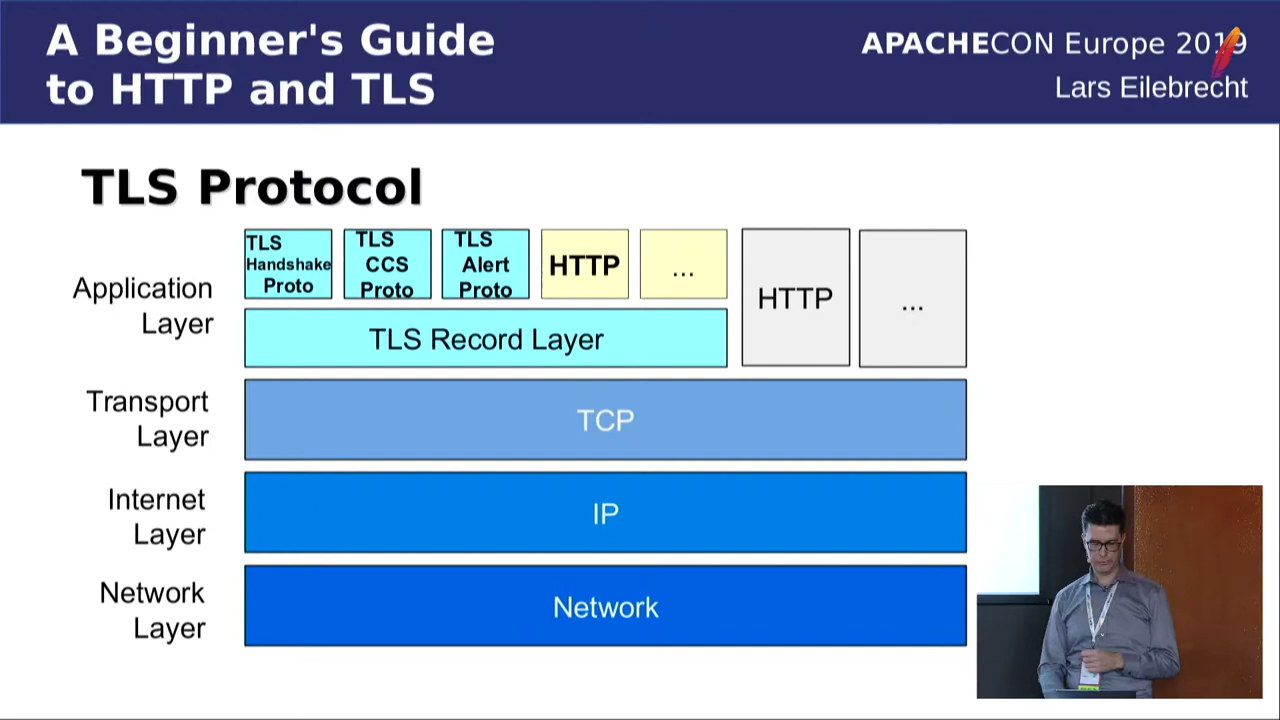 A Beginner's Guide
to HTTP and TLS
APACHECON Europe 2019
Lars Eilebrecht
TLS Protocol
Application
Layer
TLS
Handshake
Proto
TLS
CCS
Proto
TLS
Alert
Proto
HTTP
...
HTTP
...
TLS Record Layer
Transport
Layer
TCP
Internet
Layer
IP
Network
Layer
Network